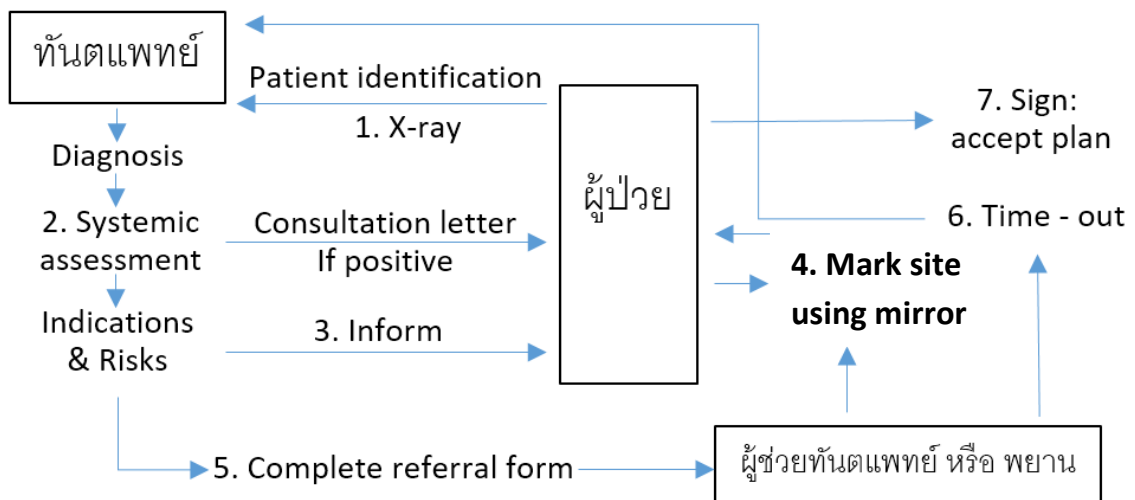 ทันตแพทย์
Patient identification
1. X-ray
7. Sign:
accept plan
Diagnosis
ผู้ป่วย
2. Systemic
assessment
Consultation letter
If positive
6. Time - out
4. Mark site
using mirror
Indications
& Risks
3. Inform
5. Complete referral form
ผู้ช่วยทันตแพทย์ หรือ พยาน